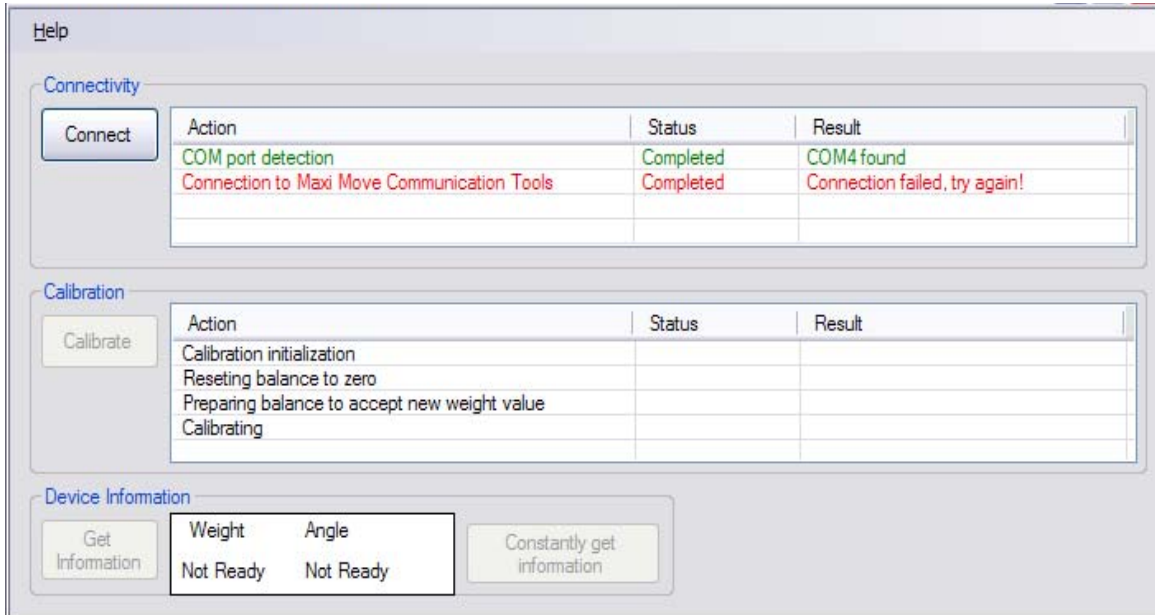 Help
Connectivity
Connect
Action Status Result
COM port detection Completed COM4 found
Connection to Maxi Move Communication Tools Completed Connection failed, try again!
Calibration
Calibrate
Action Status Result
Calibration initialization
Reseting balance to zero
Preparing balance to accept new weight value
Calibrating
Device Information
Get
Information
Weight Angle
Not Ready Not Ready
Constantly get
information